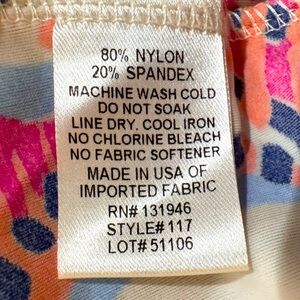 80% NYLON
20% SPANDEX
MACHINE WASH COLD
DO NOT SOAK
LINE DRY. COOL IRON
NO CHLORINE BLEACH
NO FABRIC SOFTENER
MADE IN USA OF
IMPORTED FABRIC
RN# 131946
STYLE# 117
LOT# 51106